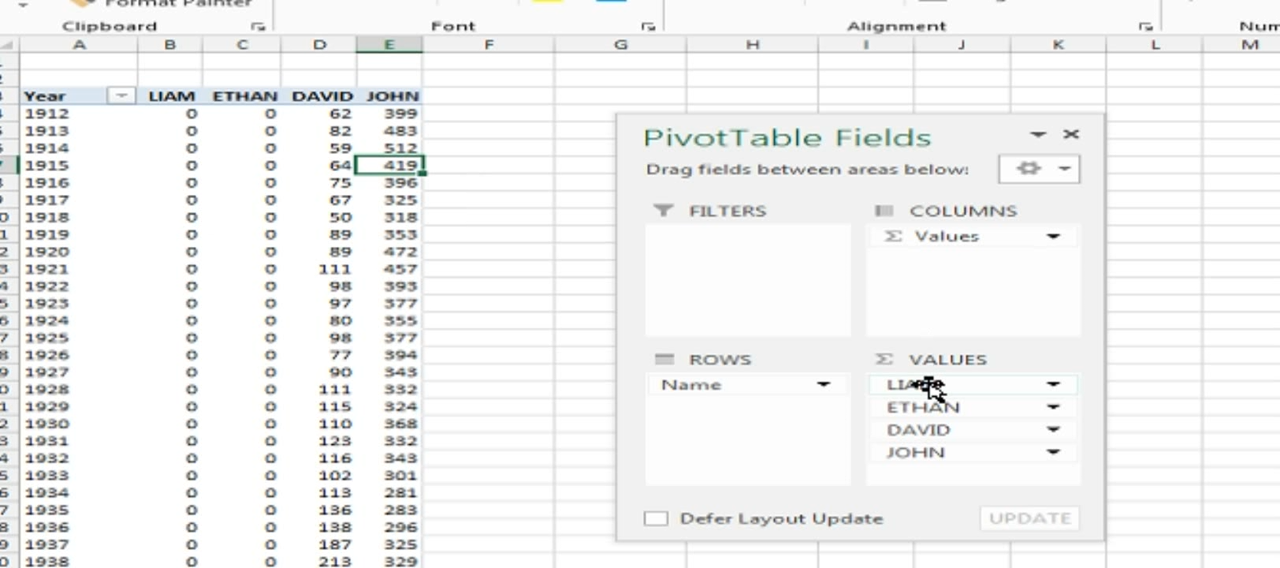 Format Painter
Clipboard Font Alignment Num
A B C D E F G H I J K L M
Year LIAM ETHAN DAVID JOHN
1912 0 0 62 399
1913 0 0 82 483
1914 0 0 59 512
1915 0 0 64 419
1916 0 0 75 396
1917 0 0 67 325
1918 0 0 50 318
1919 0 0 89 353
1920 0 0 89 472
1921 0 0 111 457
1922 0 0 98 393
1923 0 0 97 377
1924 0 0 80 355
1925 0 0 98 377
1926 0 0 77 394
1927 0 0 90 343
1928 0 0 111 332
1929 0 0 115 324
1930 0 0 110 368
1931 0 0 123 332
1932 0 0 116 343
1933 0 0 102 301
1934 0 0 113 281
1935 0 0 136 283
1936 0 0 138 296
1937 0 0 187 325
1938 0 0 213 329
PivotTable Fields
Drag fields between areas below:
FILTERS
COLUMNS
Σ Values
ROWS
Name
Σ VALUES
ETHAN
DAVID
JOHN
Defer Layout Update
UPDATE